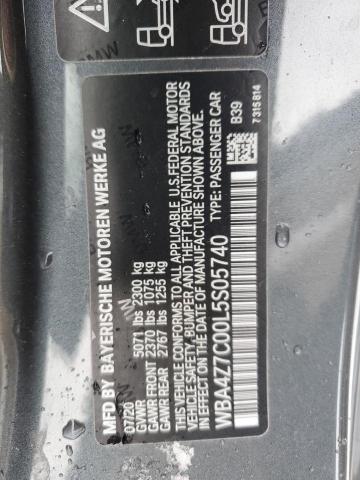 MFD BY BAYERISCHE MOTOREN WERKE AG
07/20
GVWR 5071 lbs 2300 kg
GAWR FRONT 2370 lbs 1075 kg
GAWR REAR 2767 lbs 1255 kg
THIS VEHICLE CONFORMS TO ALL APPLICABLE U.S.FEDERAL MOTOR
VEHICLE SAFETY, BUMPER AND THEFT PREVENTION STANDARDS
IN EFFECT ON THE DATE OF MANUFACTURE SHOWN ABOVE.
TYPE: PASSENGER CAR
WBA4Z7C00L5S05740
B39
7 315 814